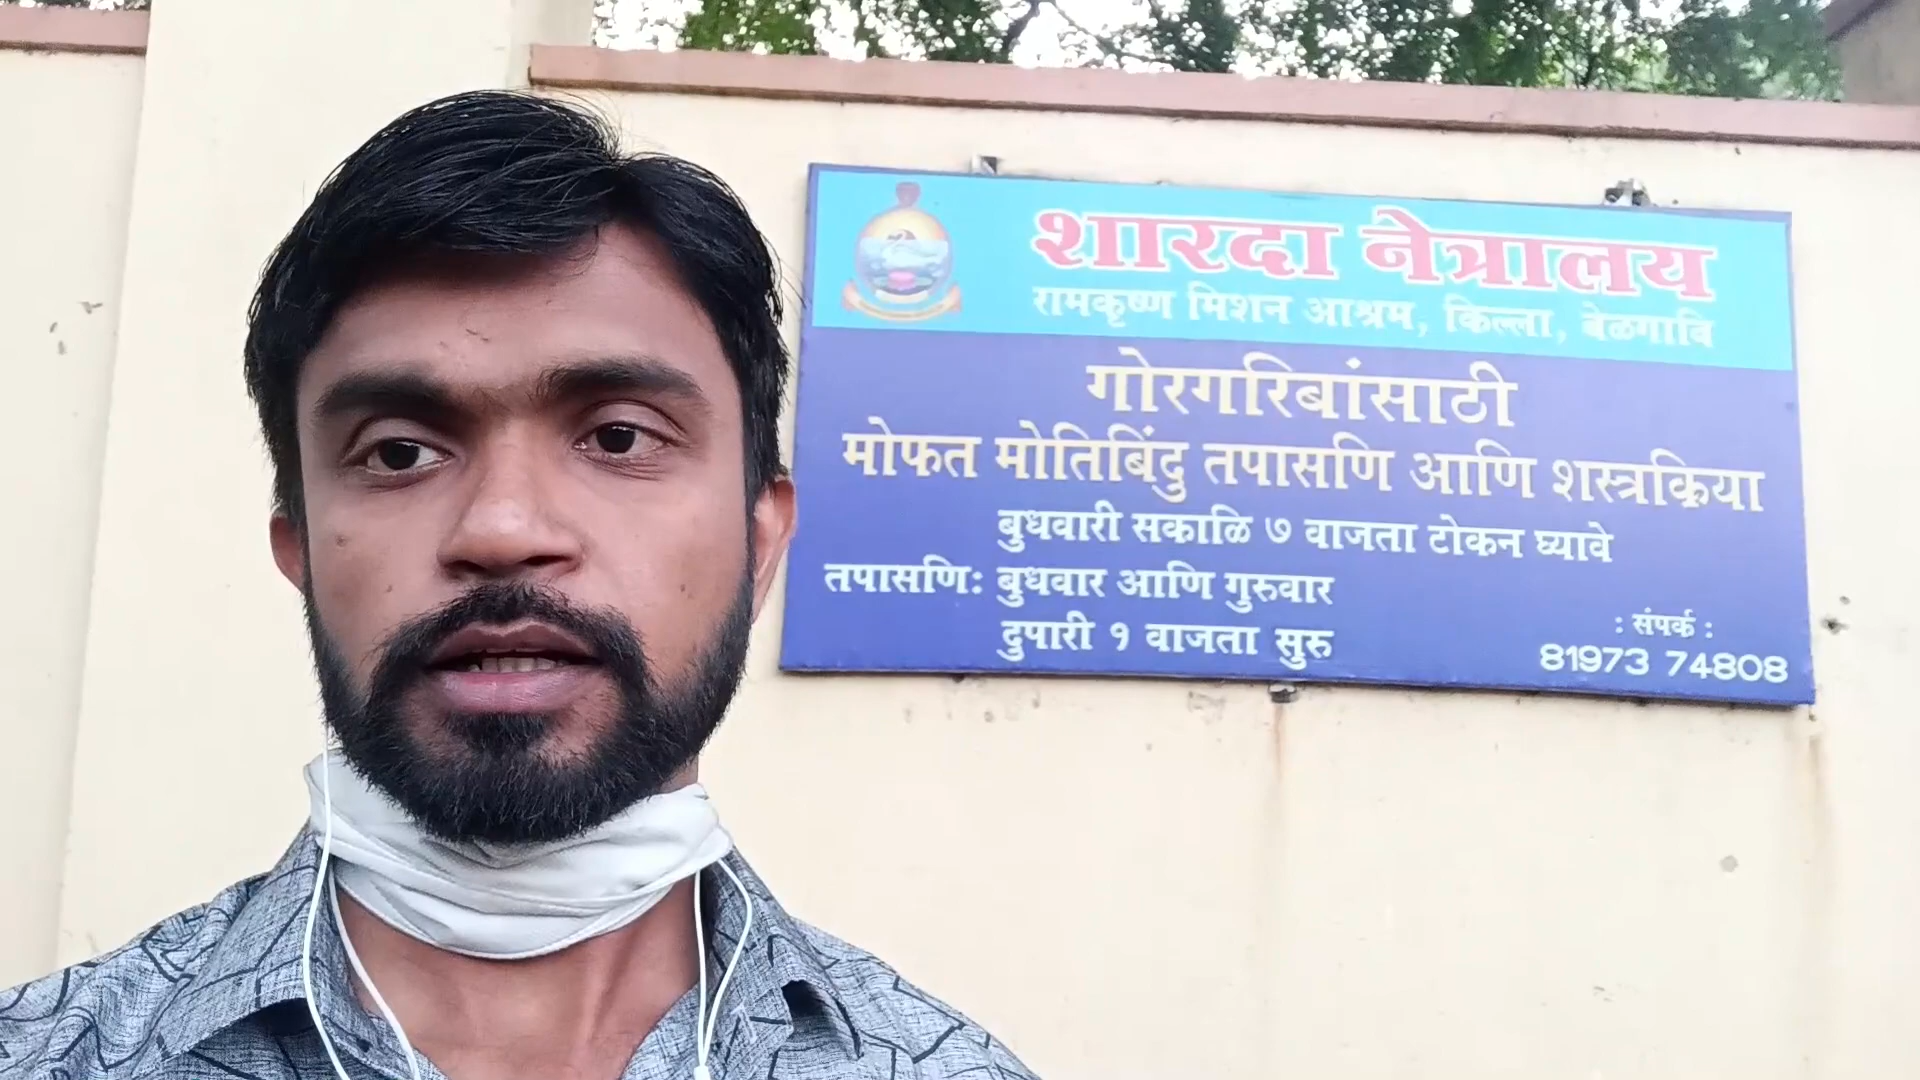 शारदा नेत्रालय
रामकृष्ण मिशन आश्रम, किल्ला, बेळगावि
गोरगरिबांसाठी
मोफत मोतिबिंदु तपासणि आणि शस्त्रक्रिया
बुधवारी सकाळि ७ वाजता टोकन घ्यावे
तपासणि: बुधवार आणि गुरुवार
दुपारी १ वाजता सुरु
: संपर्क :
81973 74808